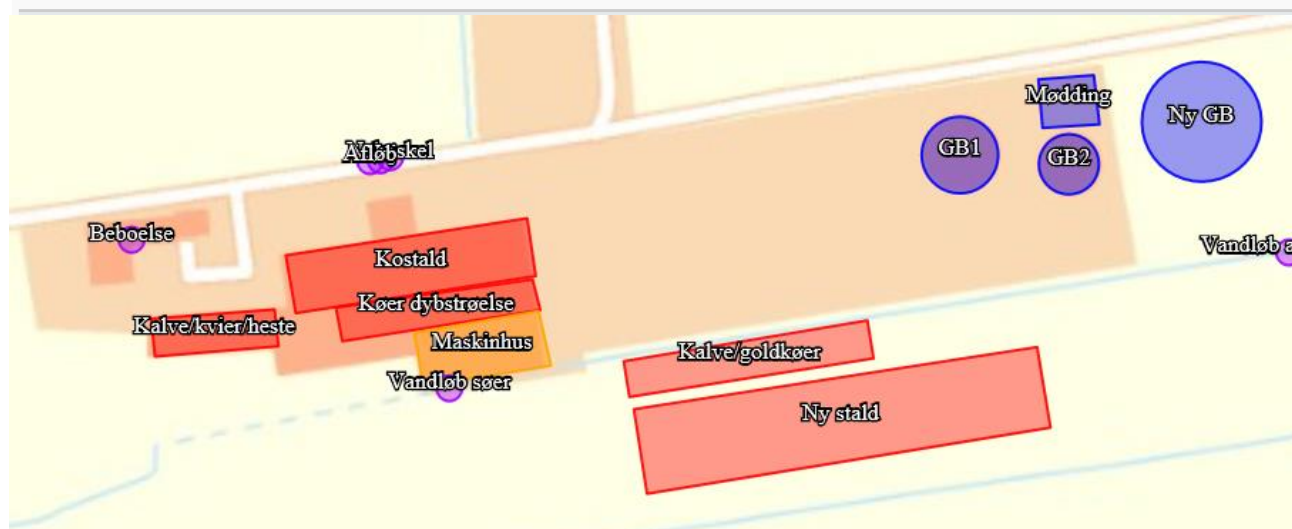 Mødding
Ny GB
GB1
GB2
Afløb
Beboelse
Vandløb a
Kostald
Køer dybstrøelse
Kalve/kvier/heste
Maskinhus
Kalve/goldkøer
Vandløb søer
Ny stald